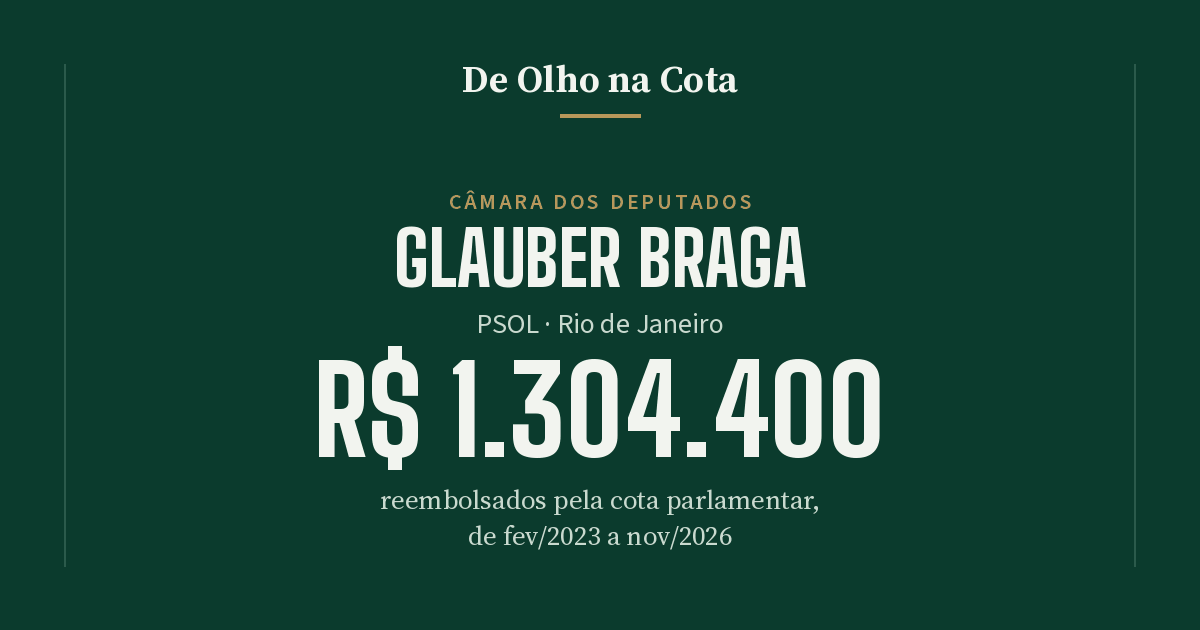 De Olho na Cota
CÂMARA DOS DEPUTADOS
GLAUBER BRAGA
PSOL · Rio de Janeiro
R$ 1.304.400
reembolsados pela cota parlamentar,
de fev/2023 a nov/2026